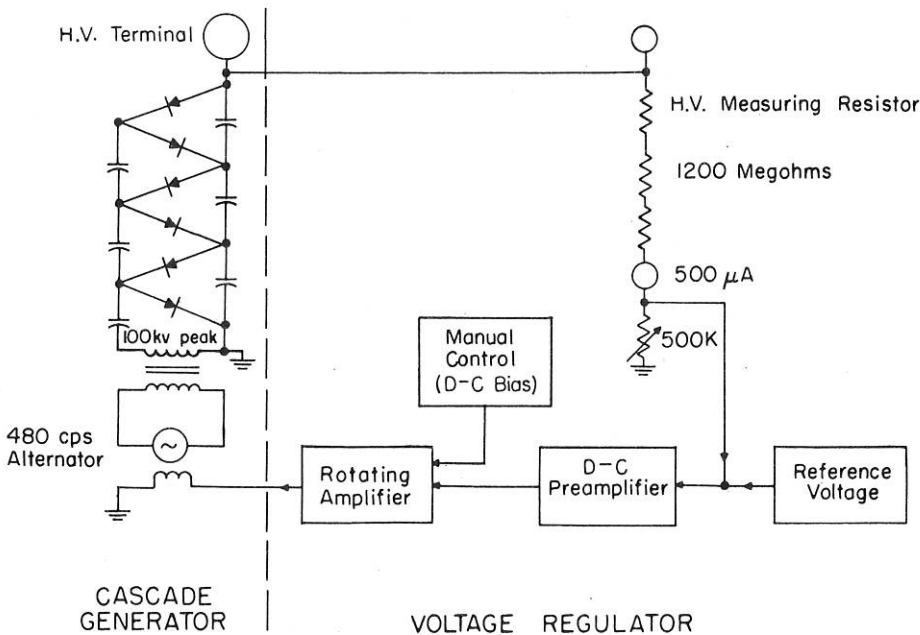 H.V. Terminal
H.V. Measuring Resistor
1200 Megohms
500 μA
500K
100kv peak
480 cps
Alternator
Manual
Control
(D-C Bias)
Rotating
Amplifier
D-C
Preamplifier
Reference
Voltage
CASCADE
GENERATOR
VOLTAGE REGULATOR